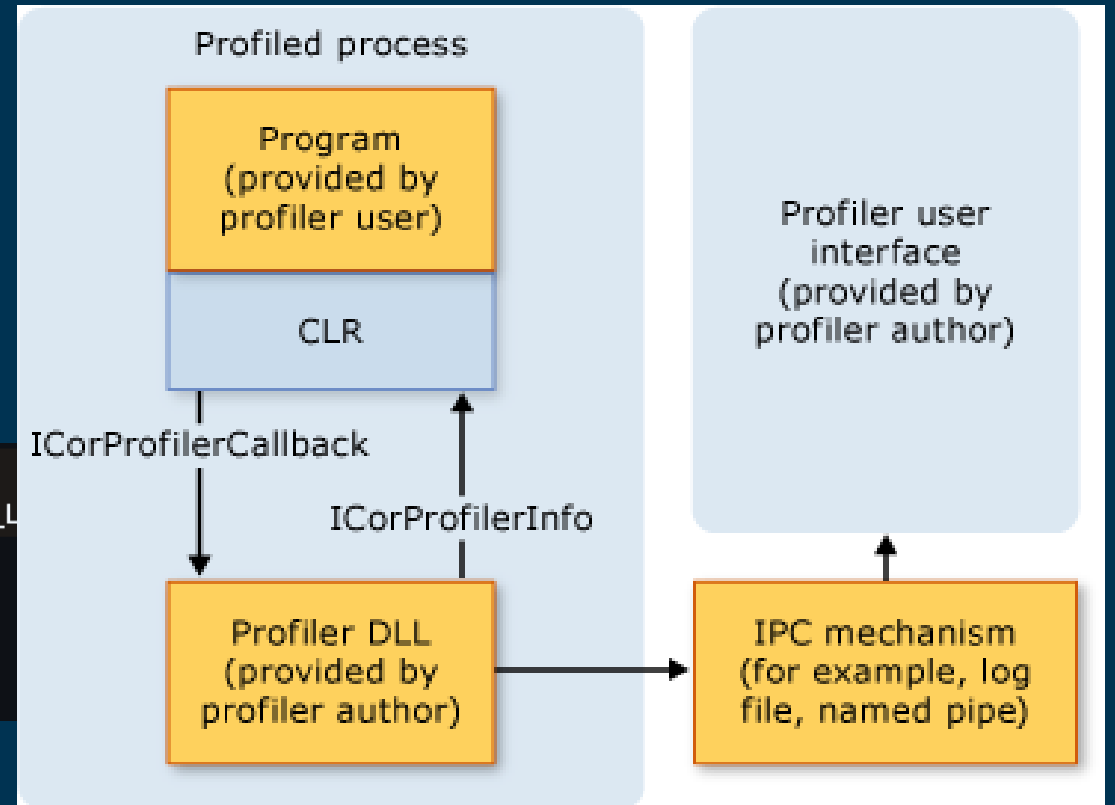 Profiled process
Program
(provided by
profiler user)
CLR
ICorProfilerCallback
ICorProfilerInfo
Profiler DLL
(provided by
profiler author)
Profiler user
interface
(provided by
profiler author)
IPC mechanism
(for example, log
file, named pipe)